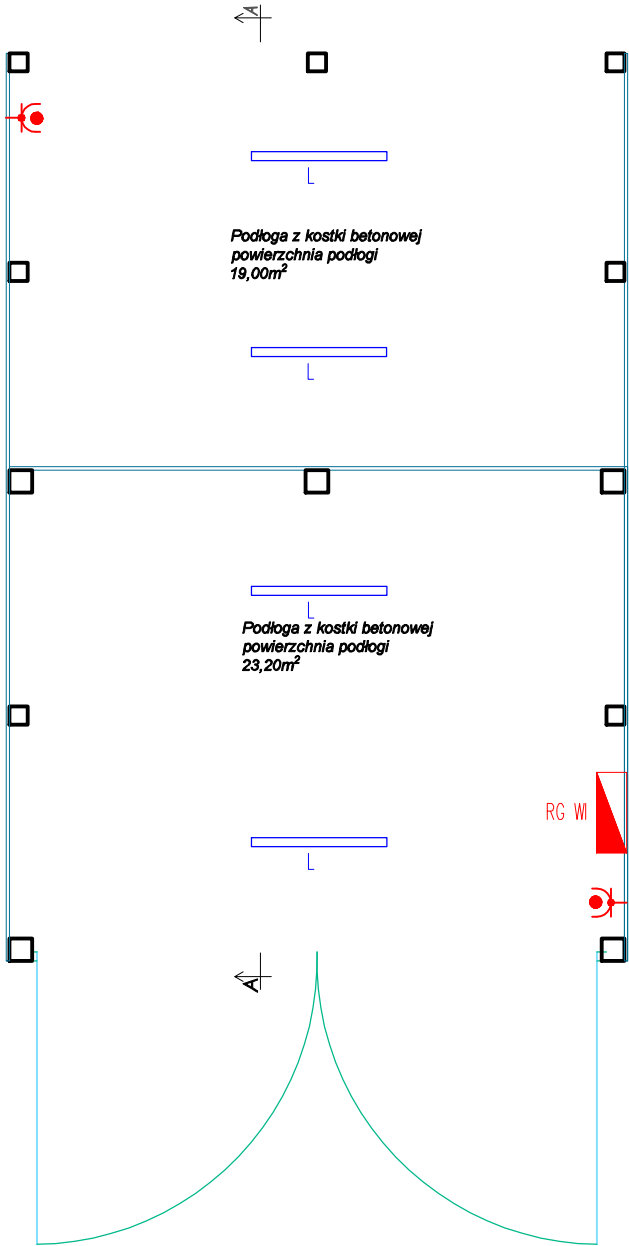 A
L
Podłoga z kostki betonowej
powierzchnia podłogi
19,00m²
L
L
Podłoga z kostki betonowej
powierzchnia podłogi
23,20m²
RG WI
L
A